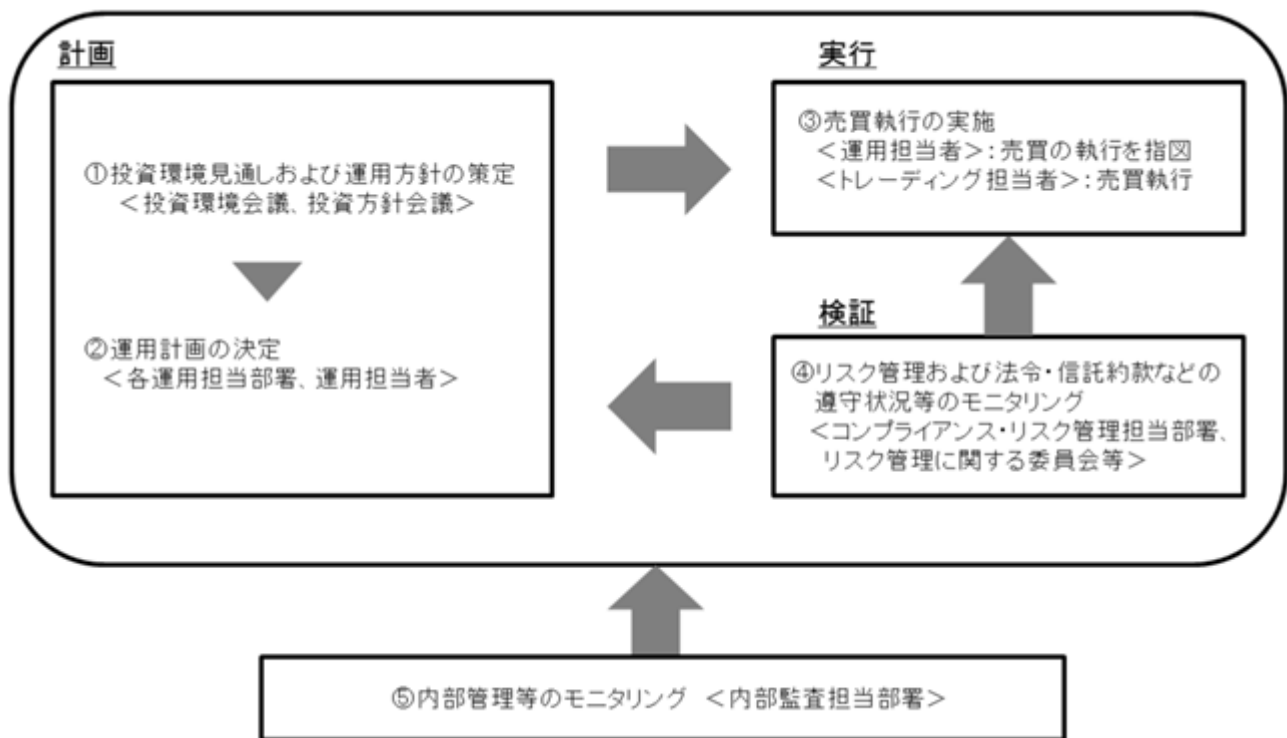 計画
①投資環境見通しおよび運用方針の策定
＜投資環境会議、投資方針会議＞
②運用計画の決定
＜各運用担当部署、運用担当者＞
実行
③売買執行の実施
＜運用担当者＞：売買の執行を指図
＜トレーディング担当者＞：売買執行
検証
④リスク管理および法令・信託約款などの
遵守状況等のモニタリング
＜コンプライアンス・リスク管理担当部署、
リスク管理に関する委員会等＞
⑤内部管理等のモニタリング ＜内部監査担当部署＞